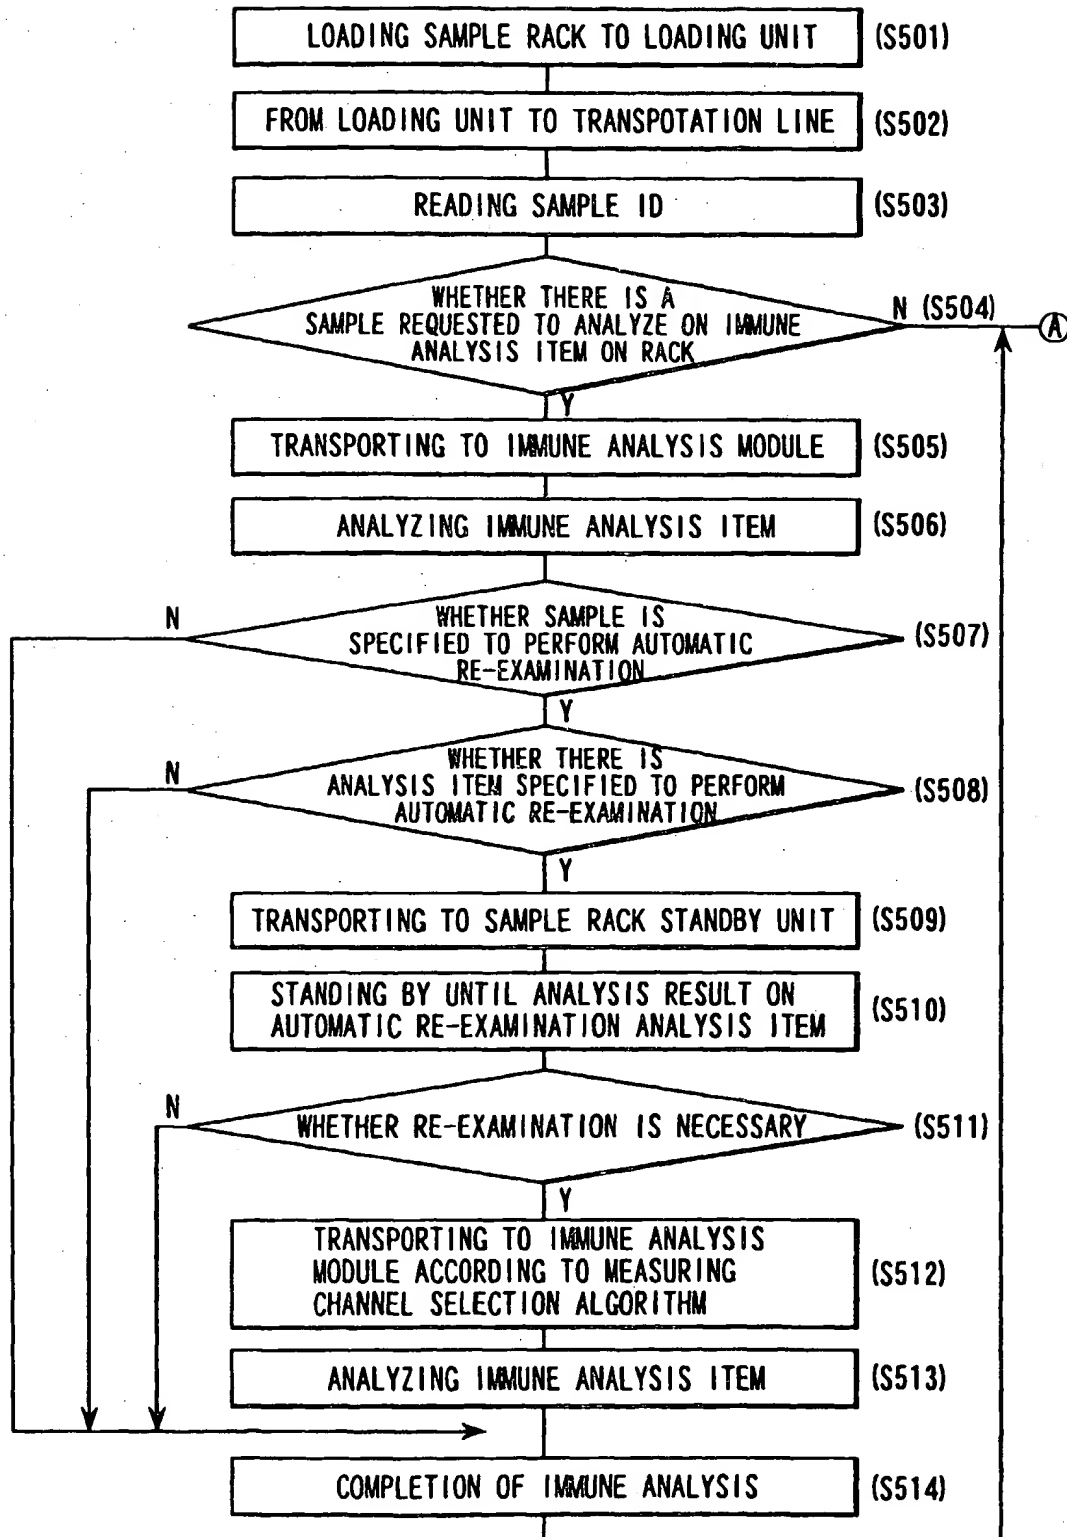 LOADING SAMPLE RACK TO LOADING UNIT (S501)
FROM LOADING UNIT TO TRANSPOTATION LINE (S502)
READING SAMPLE ID (S503)
WHETHER THERE IS A
SAMPLE REQUESTED TO ANALYZE ON IMMUNE
ANALYSIS ITEM ON RACK
N (S504)
A
Y
TRANSPORTING TO IMMUNE ANALYSIS MODULE (S505)
ANALYZING IMMUNE ANALYSIS ITEM (S506)
WHETHER SAMPLE IS
SPECIFIED TO PERFORM AUTOMATIC
RE-EXAMINATION
N
(S507)
Y
WHETHER THERE IS
ANALYSIS ITEM SPECIFIED TO PERFORM
AUTOMATIC RE-EXAMINATION
N
(S508)
Y
TRANSPORTING TO SAMPLE RACK STANDBY UNIT (S509)
STANDING BY UNTIL ANALYSIS RESULT ON
AUTOMATIC RE-EXAMINATION ANALYSIS ITEM
(S510)
N
WHETHER RE-EXAMINATION IS NECESSARY (S511)
Y
TRANSPORTING TO IMMUNE ANALYSIS
MODULE ACCORDING TO MEASURING
CHANNEL SELECTION ALGORITHM
(S512)
ANALYZING IMMUNE ANALYSIS ITEM (S513)
COMPLETION OF IMMUNE ANALYSIS (S514)